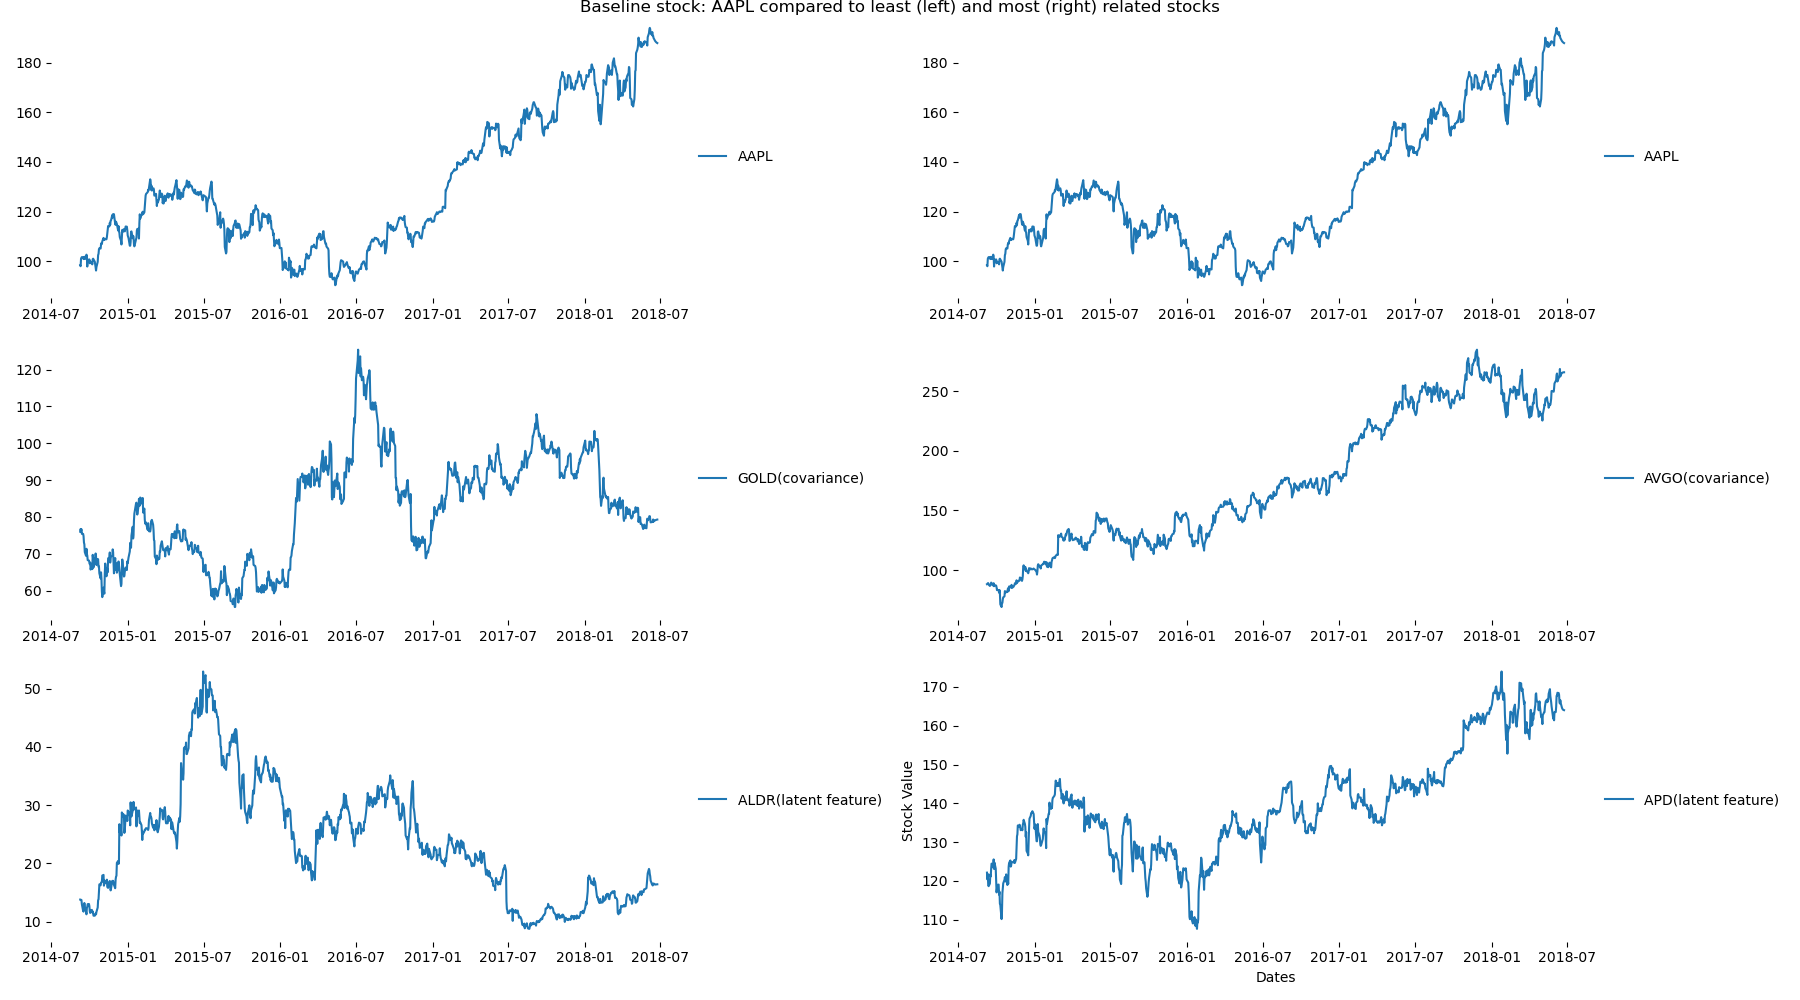 Baseline stock: AAPL compared to least (left) and most (right) related stocks
180
160
140
120
100
2014-07 2015-01 2015-07 2016-01 2016-07 2017-01 2017-07 2018-01 2018-07
AAPL
180
160
140
120
100
2014-07 2015-01 2015-07 2016-01 2016-07 2017-01 2017-07 2018-01 2018-07
AAPL
120
110
100
90
80
70
60
2014-07 2015-01 2015-07 2016-01 2016-07 2017-01 2017-07 2018-01 2018-07
GOLD(covariance)
250
200
150
100
2014-07 2015-01 2015-07 2016-01 2016-07 2017-01 2017-07 2018-01 2018-07
AVGO(covariance)
50
40
30
20
10
2014-07 2015-01 2015-07 2016-01 2016-07 2017-01 2017-07 2018-01 2018-07
ALDR(latent feature)
Stock Value
170
160
150
140
130
120
110
2014-07 2015-01 2015-07 2016-01 2016-07 2017-01 2017-07 2018-01 2018-07
Dates
APD(latent feature)